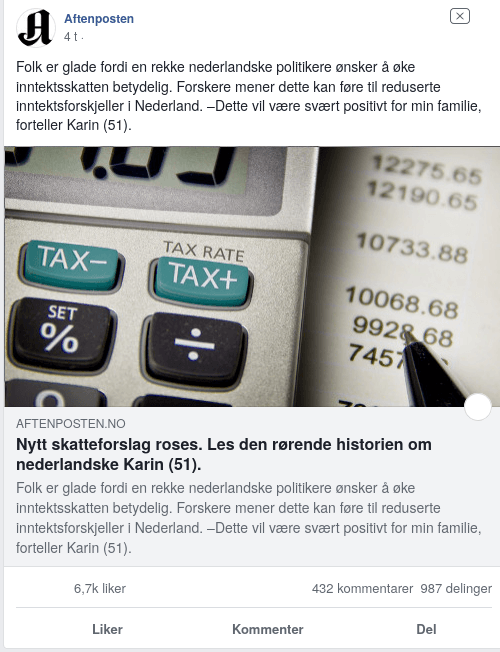 Aftenposten
4 t ·
Folk er glade fordi en rekke nederlandske politikere ønsker å øke
inntektsskatten betydelig. Forskere mener dette kan føre til reduserte
inntektsforskjeller i Nederland. –Dette vil være svært positivt for min familie,
forteller Karin (51).
12275.65
12190.65
TAX RATE
10733.88
TAX−
TAX+
10068.68
SET
%
÷
9928.68
AFTENPOSTEN.NO
Nytt skatteforslag roses. Les den rørende historien om
nederlandske Karin (51).
Folk er glade fordi en rekke nederlandske politikere ønsker å øke
inntektsskatten betydelig. Forskere mener dette kan føre til reduserte
inntektsforskjeller i Nederland. –Dette vil være svært positivt for min familie,
forteller Karin (51).
6,7k liker
432 kommentarer 987 delinger
Liker
Kommenter
Del